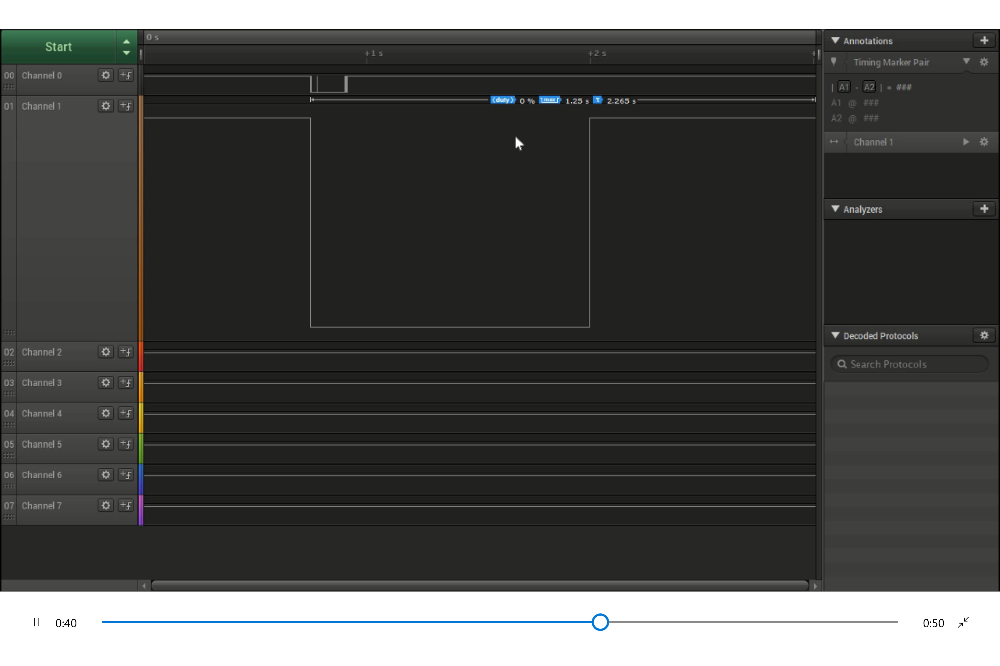 Start
0 s
+1 s
+2 s
+
00 Channel 0
01 Channel 1
⟨duty⟩ 0 % max 1.25 s τ 2.265 s
02 Channel 2
03 Channel 3
04 Channel 4
05 Channel 5
06 Channel 6
07 Channel 7
Annotations
Timing Marker Pair
| A1 - A2 | = ###
A1 @ ###
A2 @ ###
Channel 1
Analyzers
Decoded Protocols
Search Protocols
0:40
0:50